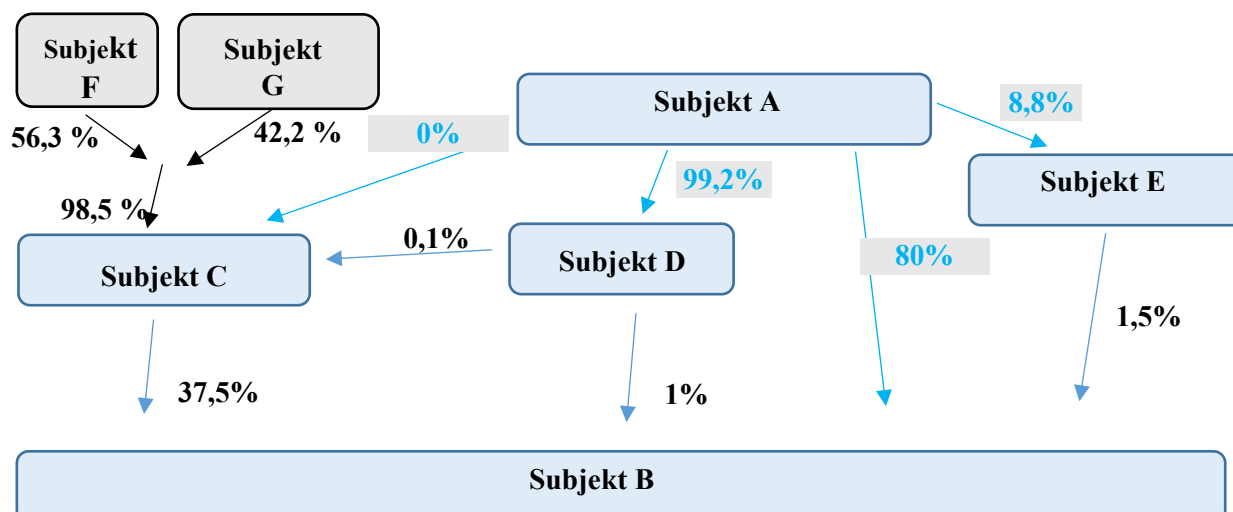 Subjekt
F
Subjekt
G
Subjekt A
8,8%
56,3 %
42,2 %
0%
99,2%
Subjekt E
98,5 %
0,1%
Subjekt C
Subjekt D
80%
37,5%
1%
1,5%
Subjekt B